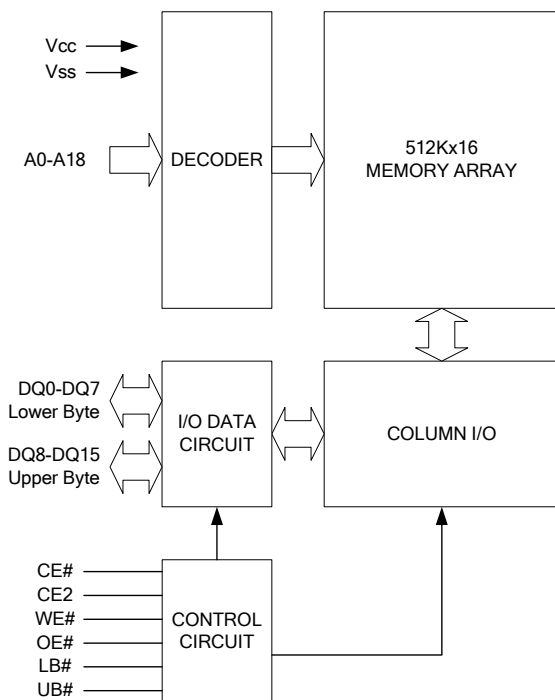 Vcc
Vss
A0-A18
DECODER
512Kx16
MEMORY ARRAY
DQ0-DQ7
Lower Byte
DQ8-DQ15
Upper Byte
I/O DATA
CIRCUIT
COLUMN I/O
CE#
CE2
WE#
OE#
LB#
UB#
CONTROL
CIRCUIT